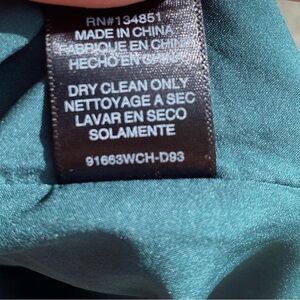 RN#134851
MADE IN CHINA
FABRIQUE EN CHINE
HECHO EN CHINA
DRY CLEAN ONLY
NETTOYAGE A SEC
LAVAR EN SECO
SOLAMENTE
91663WCH-D93